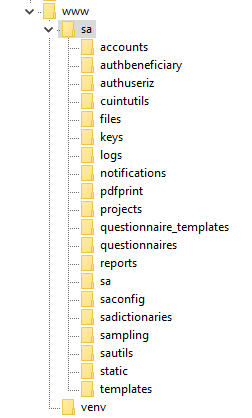 www
sa
accounts
authbeneficiary
authuseriz
cuintutils
files
keys
logs
notifications
pdfprint
projects
questionnaire_templates
questionnaires
reports
sa
saconfig
sadictionaries
sampling
sautils
static
templates
venv